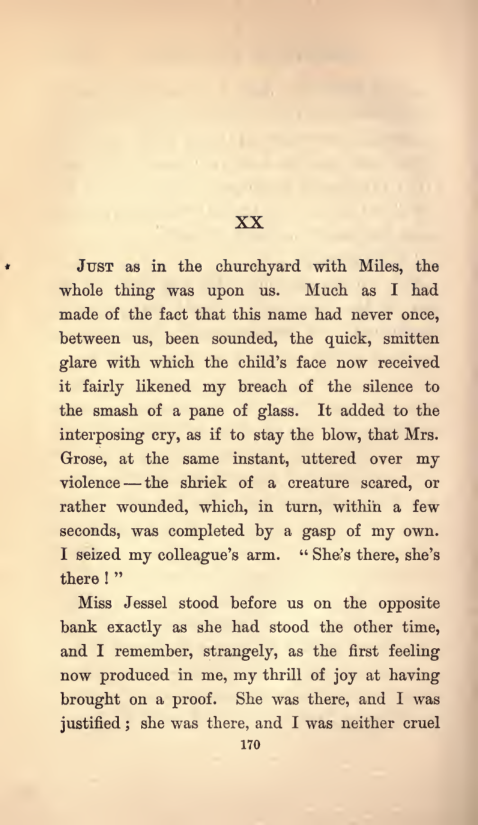 XX
JUST as in the churchyard with Miles, the
whole thing was upon us. Much as I had
made of the fact that this name had never once,
between us, been sounded, the quick, smitten
glare with which the child's face now received
it fairly likened my breach of the silence to
the smash of a pane of glass. It added to the
interposing cry, as if to stay the blow, that Mrs.
Grose, at the same instant, uttered over my
violence — the shriek of a creature scared, or
rather wounded, which, in turn, within a few
seconds, was completed by a gasp of my own.
I seized my colleague's arm. “ She's there, she's
there ! ”
Miss Jessel stood before us on the opposite
bank exactly as she had stood the other time,
and I remember, strangely, as the first feeling
now produced in me, my thrill of joy at having
brought on a proof. She was there, and I was
justified ; she was there, and I was neither cruel
170